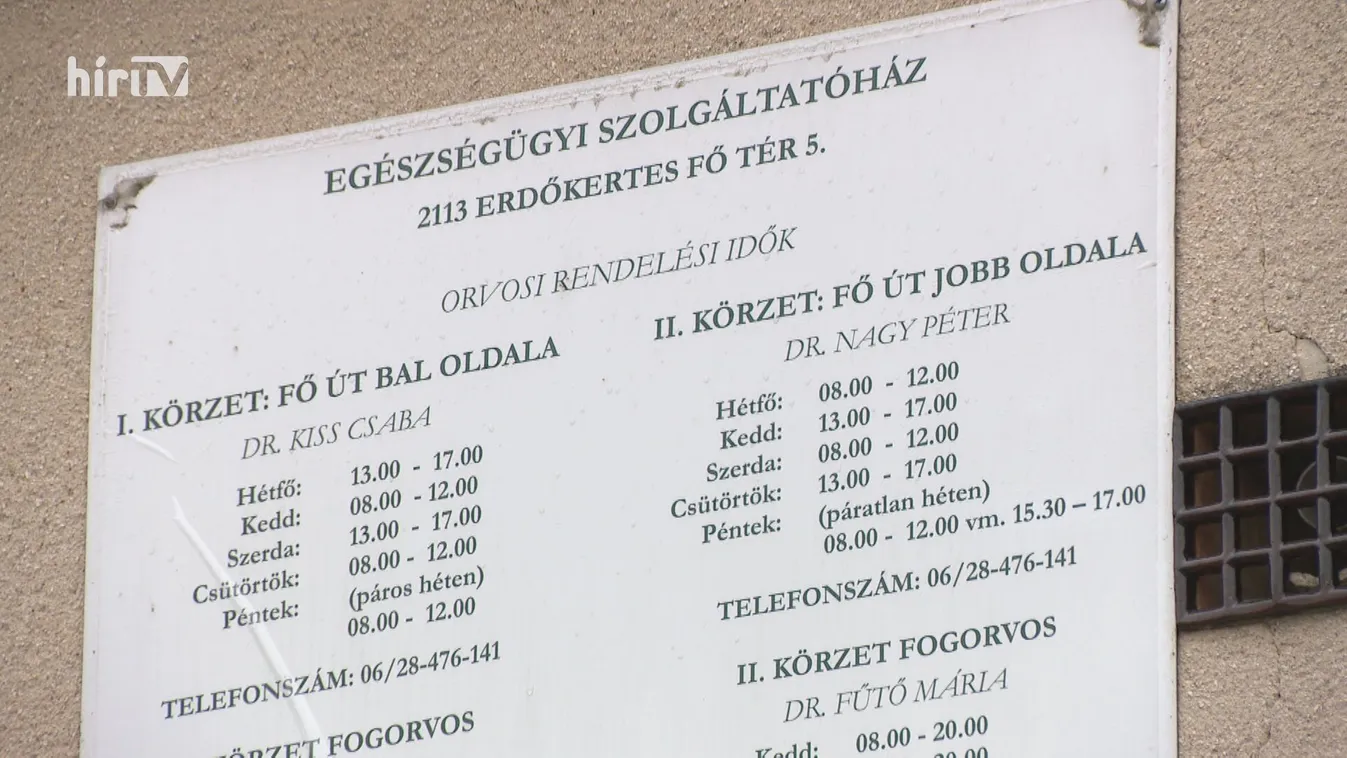 hírTV
EGÉSZSÉGÜGYI SZOLGÁLTATÓHÁZ
2113 ERDŐKERTES FŐ TÉR 5.
ORVOSI RENDELÉSI IDŐK
I. KÖRZET: FŐ ÚT BAL OLDALA
DR. KISS CSABA
Hétfő: 13.00 - 17.00
Kedd: 08.00 - 12.00
Szerda: 13.00 - 17.00
Csütörtök: 08.00 - 12.00
Péntek: (páros héten)
08.00 - 12.00
TELEFONSZÁM: 06/28-476-141
KÖRZET FOGORVOS
II. KÖRZET: FŐ ÚT JOBB OLDALA
DR. NAGY PÉTER
Hétfő: 08.00 - 12.00
Kedd: 13.00 - 17.00
Szerda: 08.00 - 12.00
Csütörtök: 13.00 - 17.00
Péntek: (páratlan héten)
08.00 - 12.00 vm. 15.30 – 17.00
TELEFONSZÁM: 06/28-476-141
II. KÖRZET FOGORVOS
DR. FŰTŐ MÁRIA
Kedd: 08.00 - 20.00